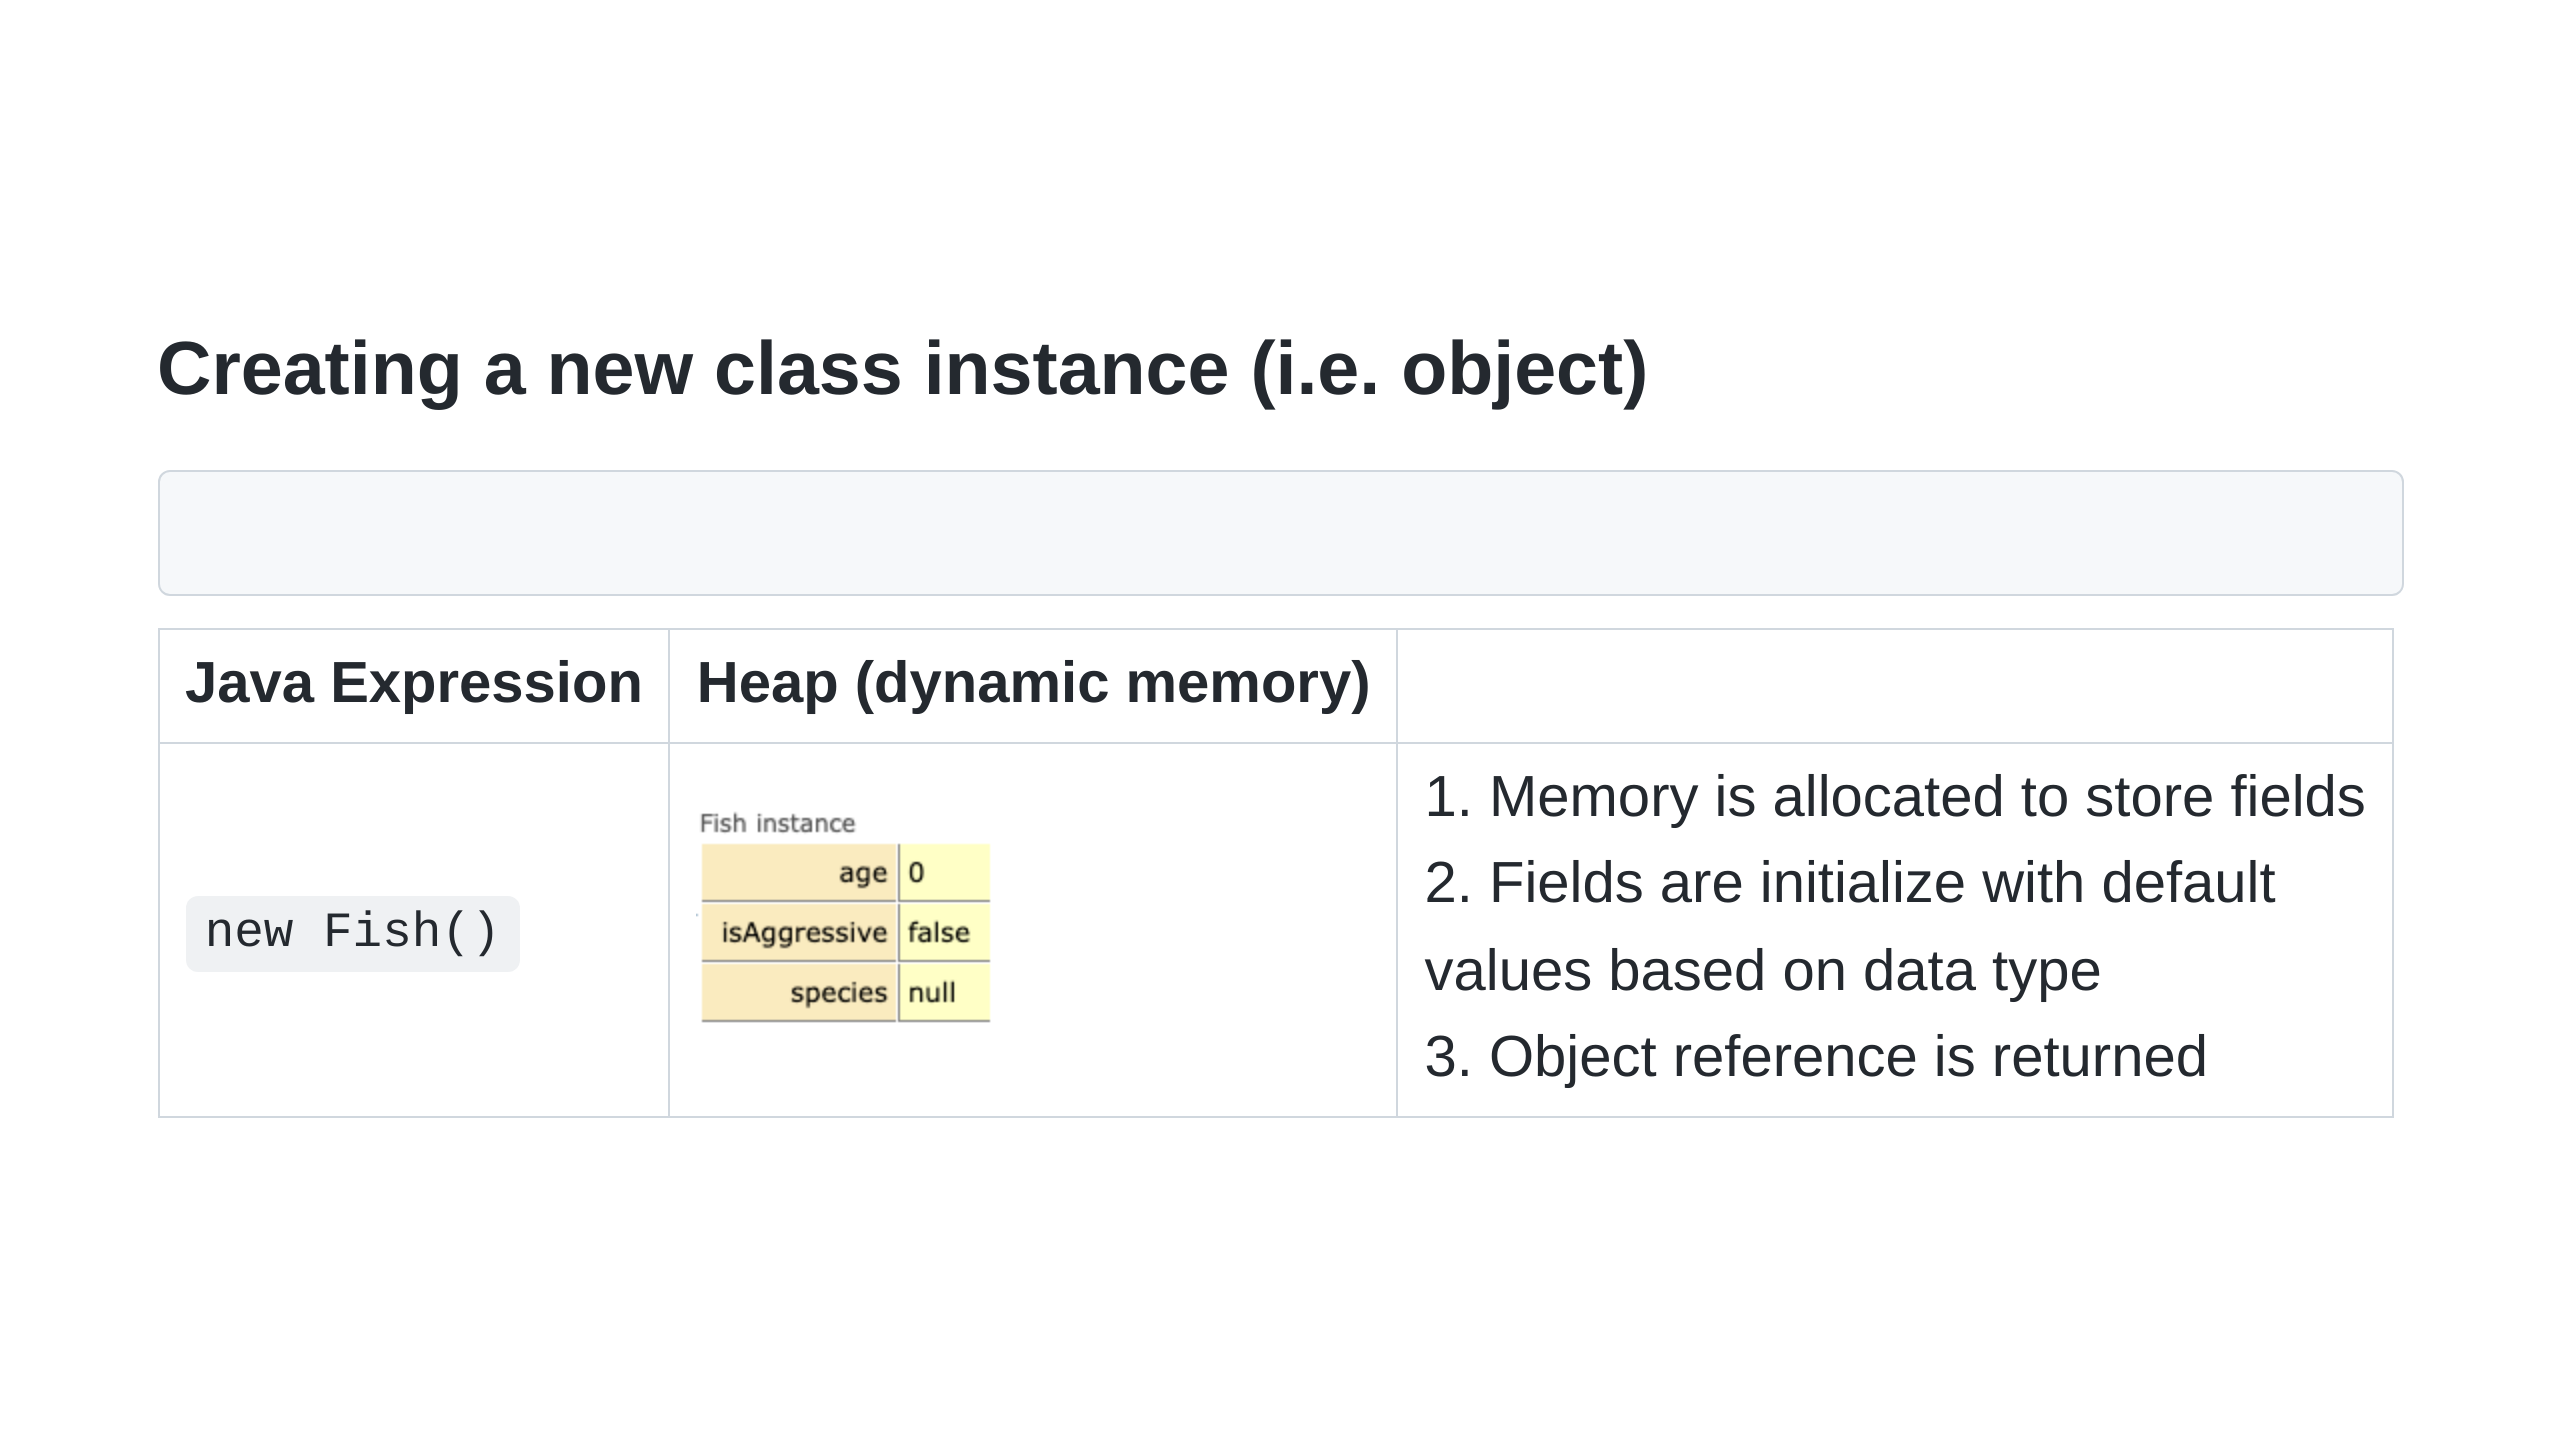 Creating a new class instance (i.e. object)
Java Expression
Heap (dynamic memory)
new Fish()
Fish instance
age 0
isAggressive false
species null
1. Memory is allocated to store fields
2. Fields are initialize with default
values based on data type
3. Object reference is returned